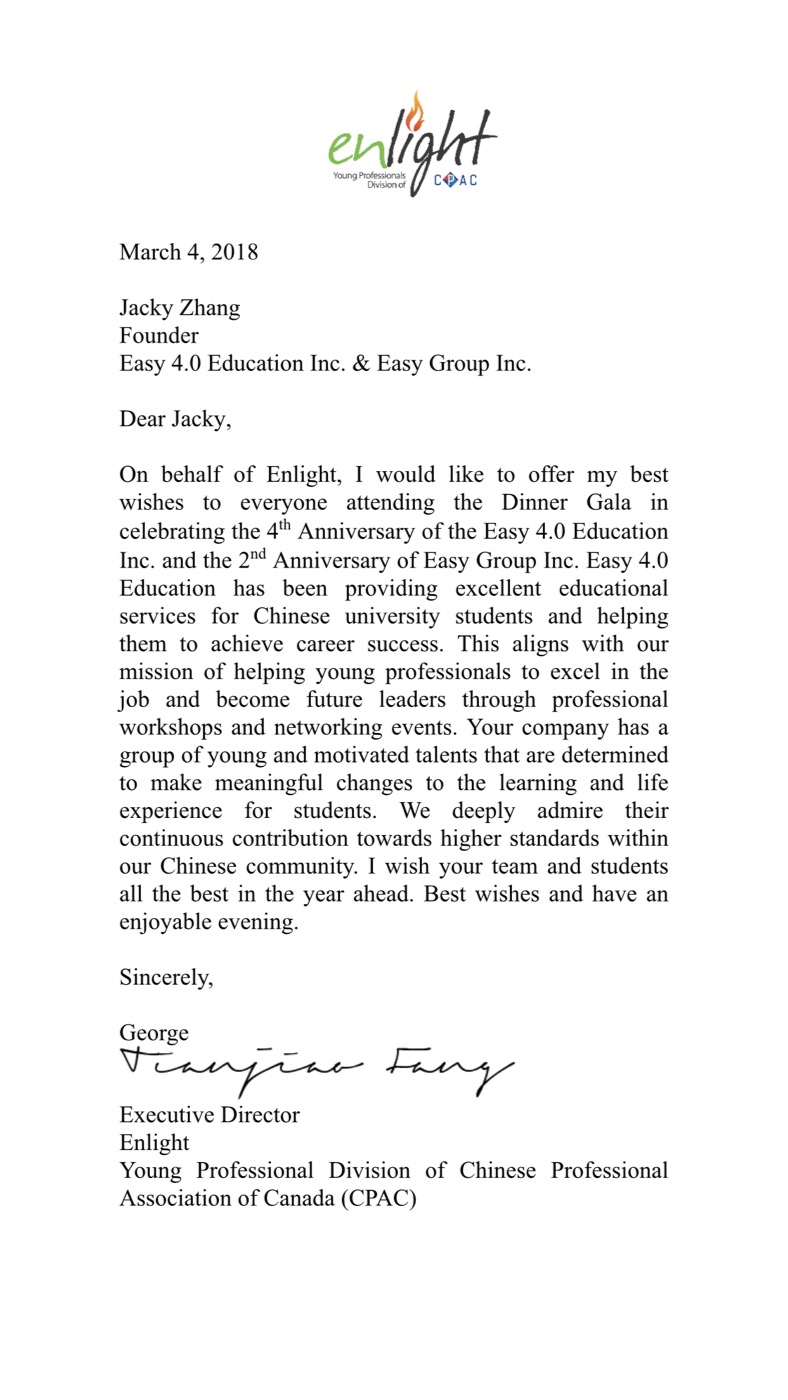 enlight
Young Professionals
Division of
CPAC
March 4, 2018
Jacky Zhang
Founder
Easy 4.0 Education Inc. & Easy Group Inc.
Dear Jacky,
On behalf of Enlight, I would like to offer my best
wishes to everyone attending the Dinner Gala in
celebrating the 4th Anniversary of the Easy 4.0 Education
Inc. and the 2nd Anniversary of Easy Group Inc. Easy 4.0
Education has been providing excellent educational
services for Chinese university students and helping
them to achieve career success. This aligns with our
mission of helping young professionals to excel in the
job and become future leaders through professional
workshops and networking events. Your company has a
group of young and motivated talents that are determined
to make meaningful changes to the learning and life
experience for students. We deeply admire their
continuous contribution towards higher standards within
our Chinese community. I wish your team and students
all the best in the year ahead. Best wishes and have an
enjoyable evening.
Sincerely,
George
Tianjiao Fang
Executive Director
Enlight
Young Professional Division of Chinese Professional
Association of Canada (CPAC)